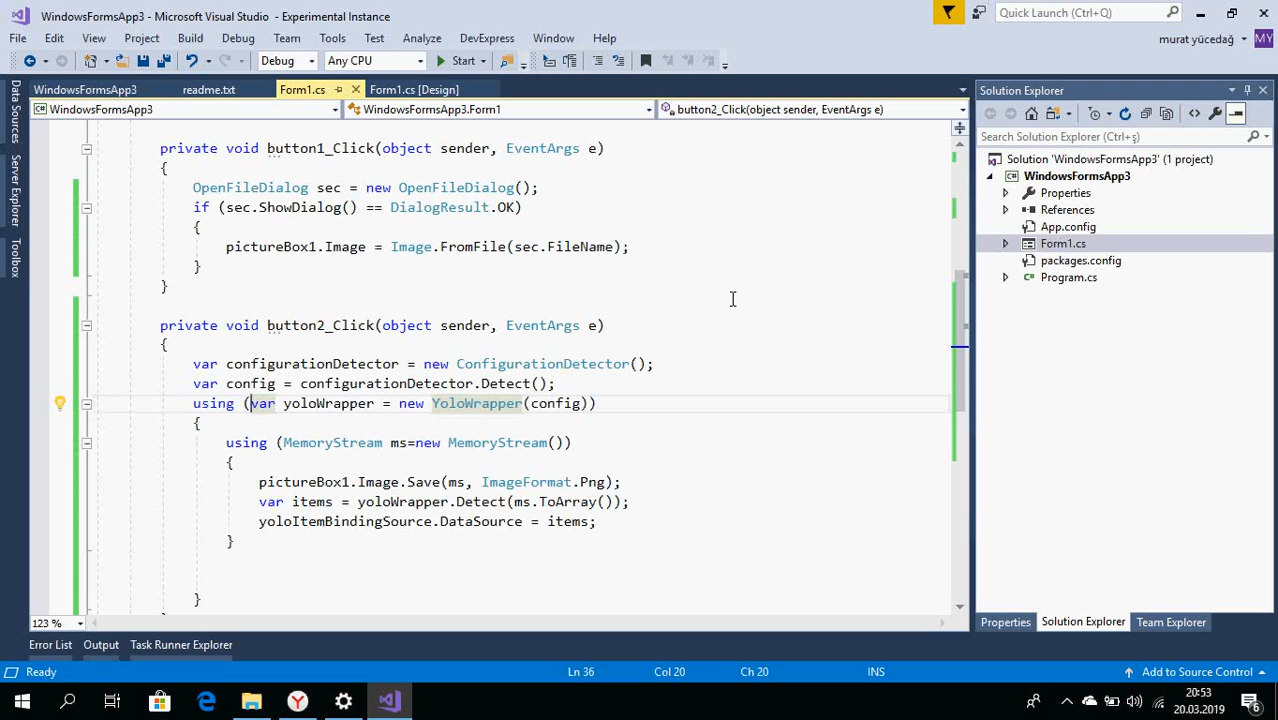 WindowsFormsApp3 - Microsoft Visual Studio - Experimental Instance
Quick Launch (Ctrl+Q)
File Edit View Project Build Debug Team Tools Test Analyze DevExpress Window Help
murat yücedağ MY
Debug Any CPU Start
WindowsFormsApp3 readme.txt Form1.cs Form1.cs [Design]
WindowsFormsApp3 WindowsFormsApp3.Form1 button2_Click(object sender, EventArgs e)
Data Sources
Server Explorer
Toolbox
private void button1_Click(object sender, EventArgs e)
{
OpenFileDialog sec = new OpenFileDialog();
if (sec.ShowDialog() == DialogResult.OK)
{
pictureBox1.Image = Image.FromFile(sec.FileName);
}
}
private void button2_Click(object sender, EventArgs e)
{
var configurationDetector = new ConfigurationDetector();
var config = configurationDetector.Detect();
using (var yoloWrapper = new YoloWrapper(config))
{
using (MemoryStream ms=new MemoryStream())
{
pictureBox1.Image.Save(ms, ImageFormat.Png);
var items = yoloWrapper.Detect(ms.ToArray());
yoloItemBindingSource.DataSource = items;
}
}
123 %
Solution Explorer
Search Solution Explorer (Ctrl+ş)
Solution 'WindowsFormsApp3' (1 project)
WindowsFormsApp3
Properties
References
App.config
Form1.cs
packages.config
Program.cs
Properties Solution Explorer Team Explorer
Error List Output Task Runner Explorer
Ready Ln 36 Col 20 Ch 20 INS Add to Source Control
20:53
20.03.2019
6